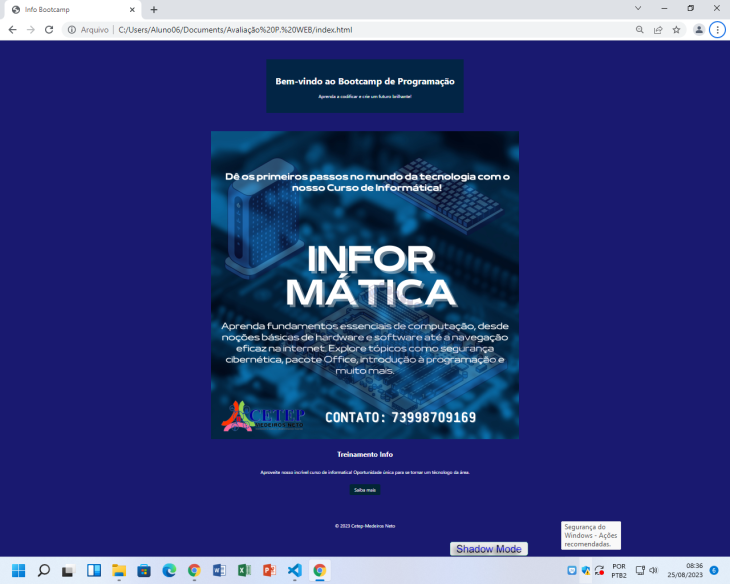 Info Bootcamp
Arquivo
C:/Users/Aluno06/Documents/Avaliação%20P.%20WEB/index.html
Bem-vindo ao Bootcamp de Programação
Aprenda a codificar e crie um futuro brilhante!
Dê os primeiros passos no mundo da tecnologia com o
nosso Curso de Informática!
INFOR
MÁTICA
Aprenda fundamentos essenciais de computação, desde
noções básicas de hardware e software até a navegação
eficaz na internet. Explore tópicos como segurança
cibernética, pacote Office, introdução à programação e
muito mais.
CETEP
MEDEIROS NETO
CONTATO: 73998709169
Treinamento Info
Aproveite nosso incrível curso de informatica! Oportunidade única para se tornar um técnologo da área.
Saiba mais
© 2023 Cetep-Medeiros Neto
Segurança do
Windows - Ações
recomendadas.
Shadow Mode
POR
PTB2
08:36
25/08/2023